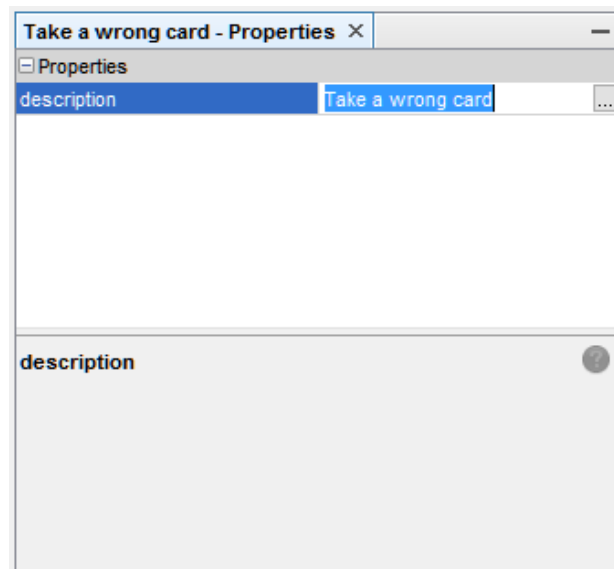 Take a wrong card - Properties
Properties
description Take a wrong card ...
description
?